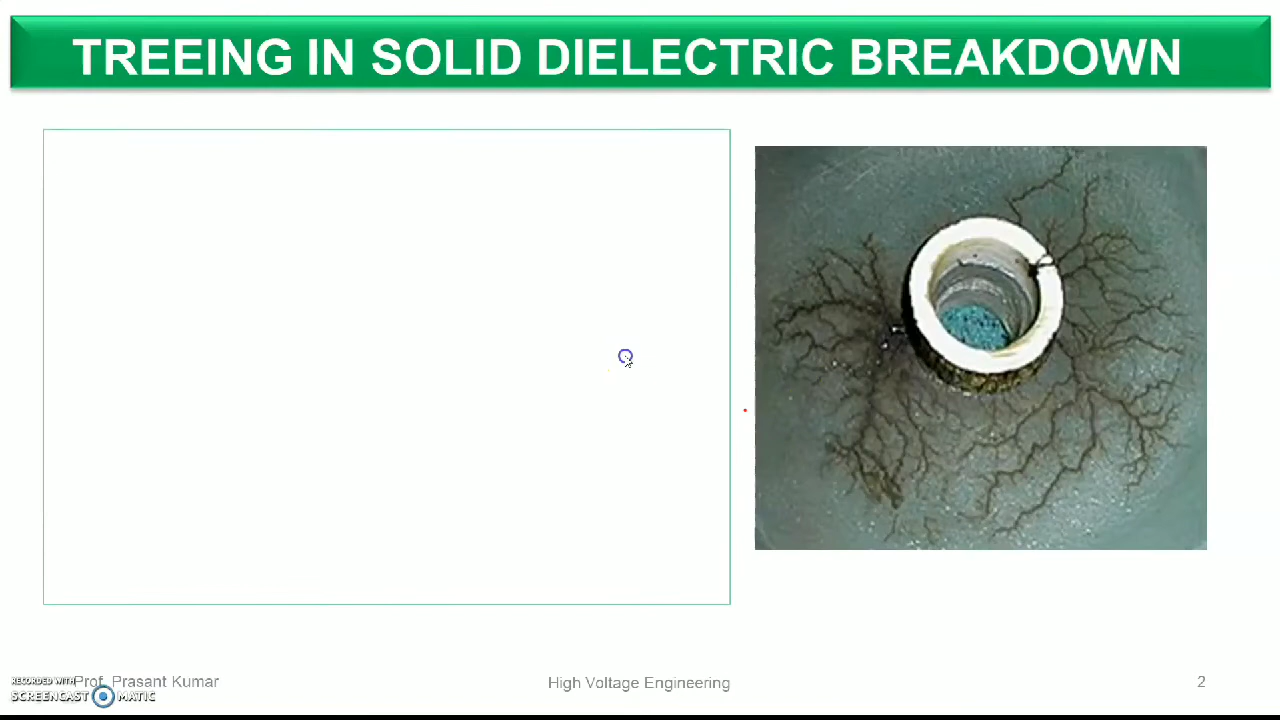 TREEING IN SOLID DIELECTRIC BREAKDOWN
Prof. Prasant Kumar
High Voltage Engineering
2
RECORDED WITH
SCREENCAST MATIC